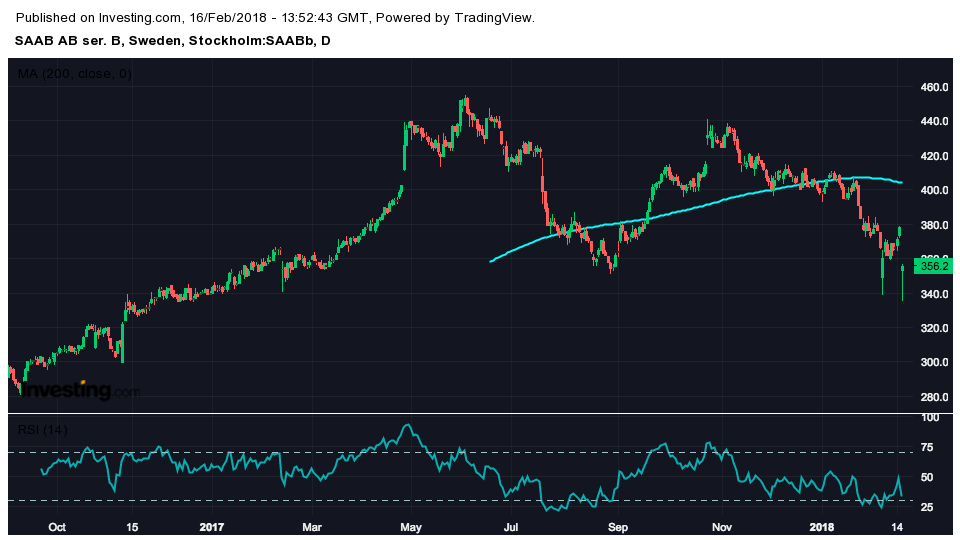 Published on Investing.com, 16/Feb/2018 - 13:52:43 GMT, Powered by TradingView.
SAAB AB ser. B, Sweden, Stockholm:SAABb, D
MA (200, close, 0)
460.0
440.0
420.0
400.0
380.0
360.0
356.2
340.0
320.0
300.0
280.0
Investing.com
RSI (14)
100
75
50
25
Oct 15 2017 Mar May Jul Sep Nov 2018 14